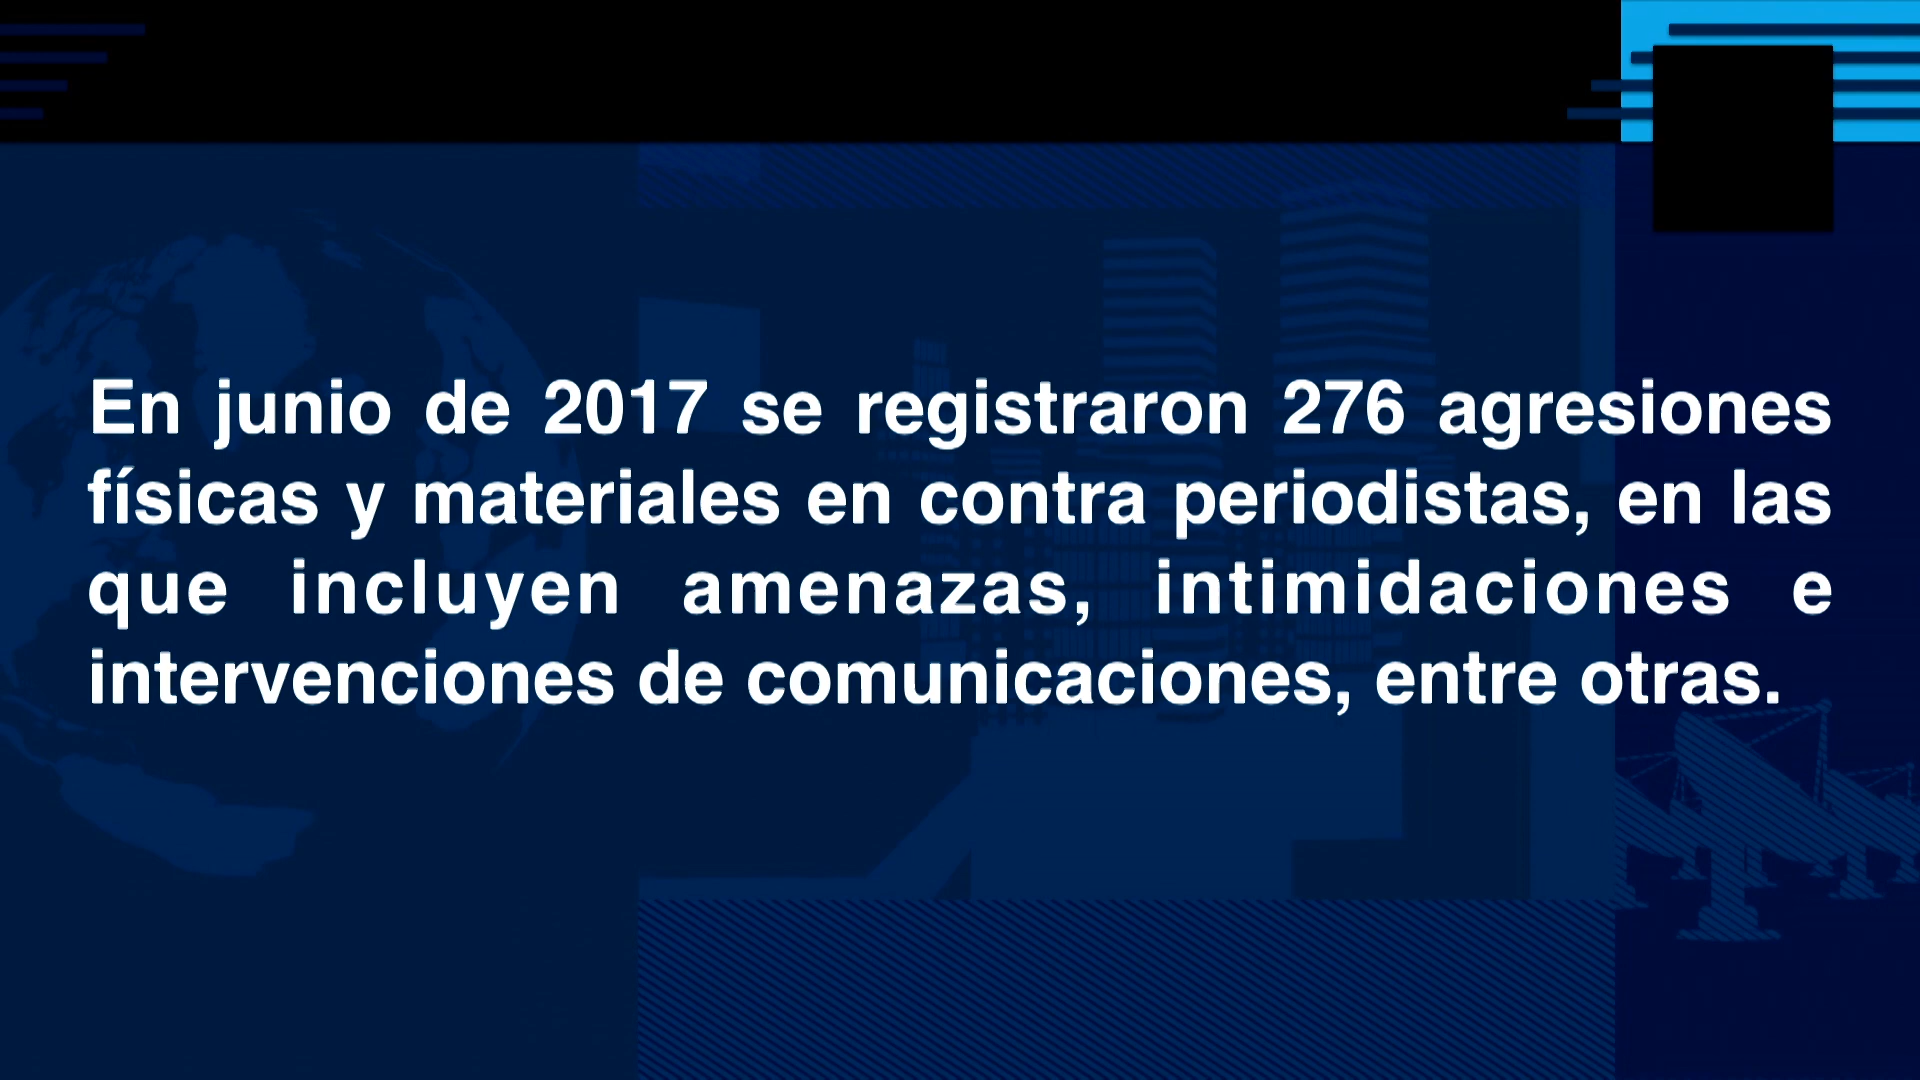 En junio de 2017 se registraron 276 agresiones
físicas y materiales en contra periodistas, en las
que incluyen amenazas, intimidaciones e
intervenciones de comunicaciones, entre otras.